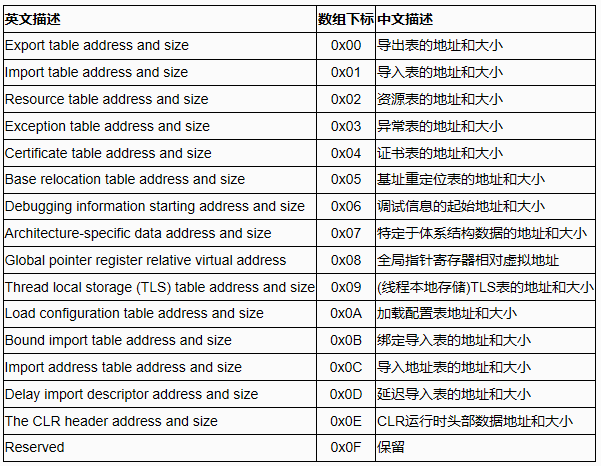 英文描述 数组下标 中文描述
Export table address and size 0x00 导出表的地址和大小
Import table address and size 0x01 导入表的地址和大小
Resource table address and size 0x02 资源表的地址和大小
Exception table address and size 0x03 异常表的地址和大小
Certificate table address and size 0x04 证书表的地址和大小
Base relocation table address and size 0x05 基址重定位表的地址和大小
Debugging information starting address and size 0x06 调试信息的起始地址和大小
Architecture-specific data address and size 0x07 特定于体系结构数据的地址和大小
Global pointer register relative virtual address 0x08 全局指针寄存器相对虚拟地址
Thread local storage (TLS) table address and size 0x09 (线程本地存储)TLS表的地址和大小
Load configuration table address and size 0x0A 加载配置表地址和大小
Bound import table address and size 0x0B 绑定导入表的地址和大小
Import address table address and size 0x0C 导入地址表的地址和大小
Delay import descriptor address and size 0x0D 延迟导入表的地址和大小
The CLR header address and size 0x0E CLR运行时头部数据地址和大小
Reserved 0x0F 保留